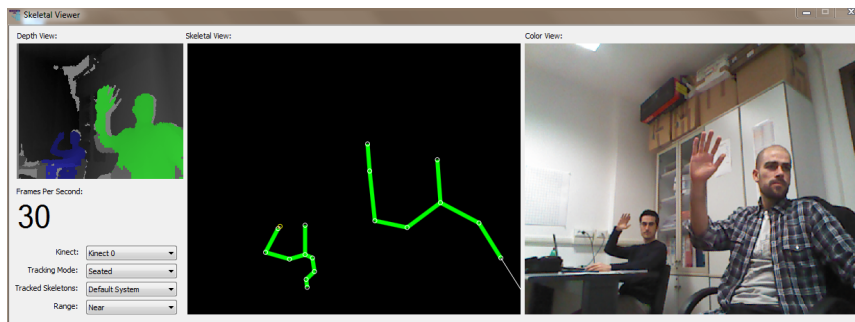 Skeletal Viewer
Depth View:
Skeletal View:
Color View:
Frames Per Second:
30
Kinect: Kinect 0
Tracking Mode: Seated
Tracked Skeletons: Default System
Range: Near